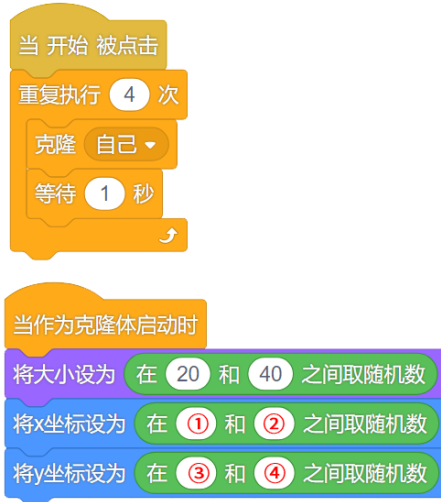 当 开始 被点击
重复执行 4 次
克隆 自己
等待 1 秒
当作为克隆体启动时
将大小设为 在 20 和 40 之间取随机数
将x坐标设为 在 ① 和 ② 之间取随机数
将y坐标设为 在 ③ 和 ④ 之间取随机数